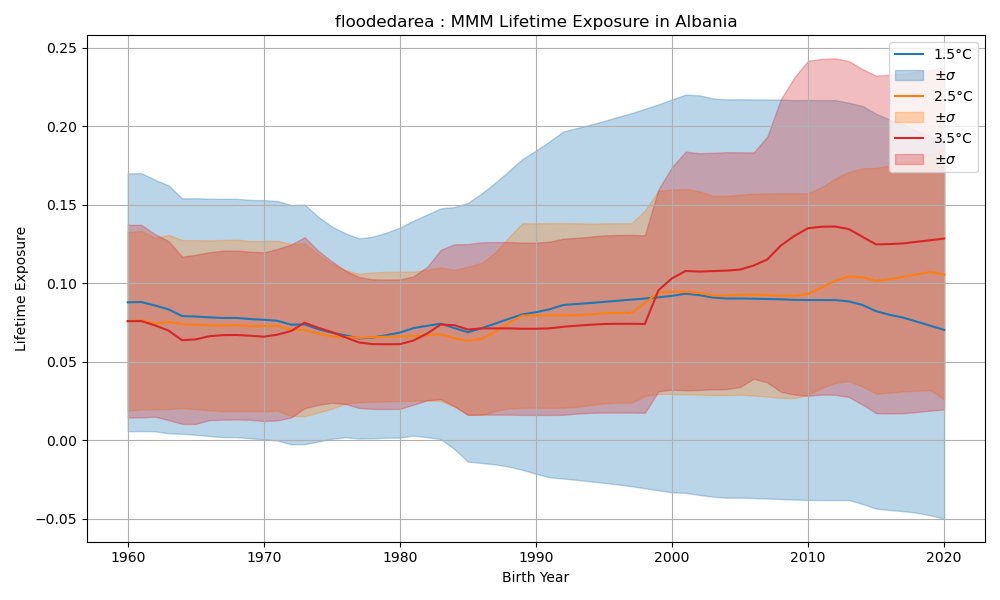 floodedarea : MMM Lifetime Exposure in Albania
Lifetime Exposure
0.25
0.20
0.15
0.10
0.05
0.00
−0.05
1.5°C
±σ
2.5°C
±σ
3.5°C
±σ
1960 1970 1980 1990 2000 2010 2020
Birth Year